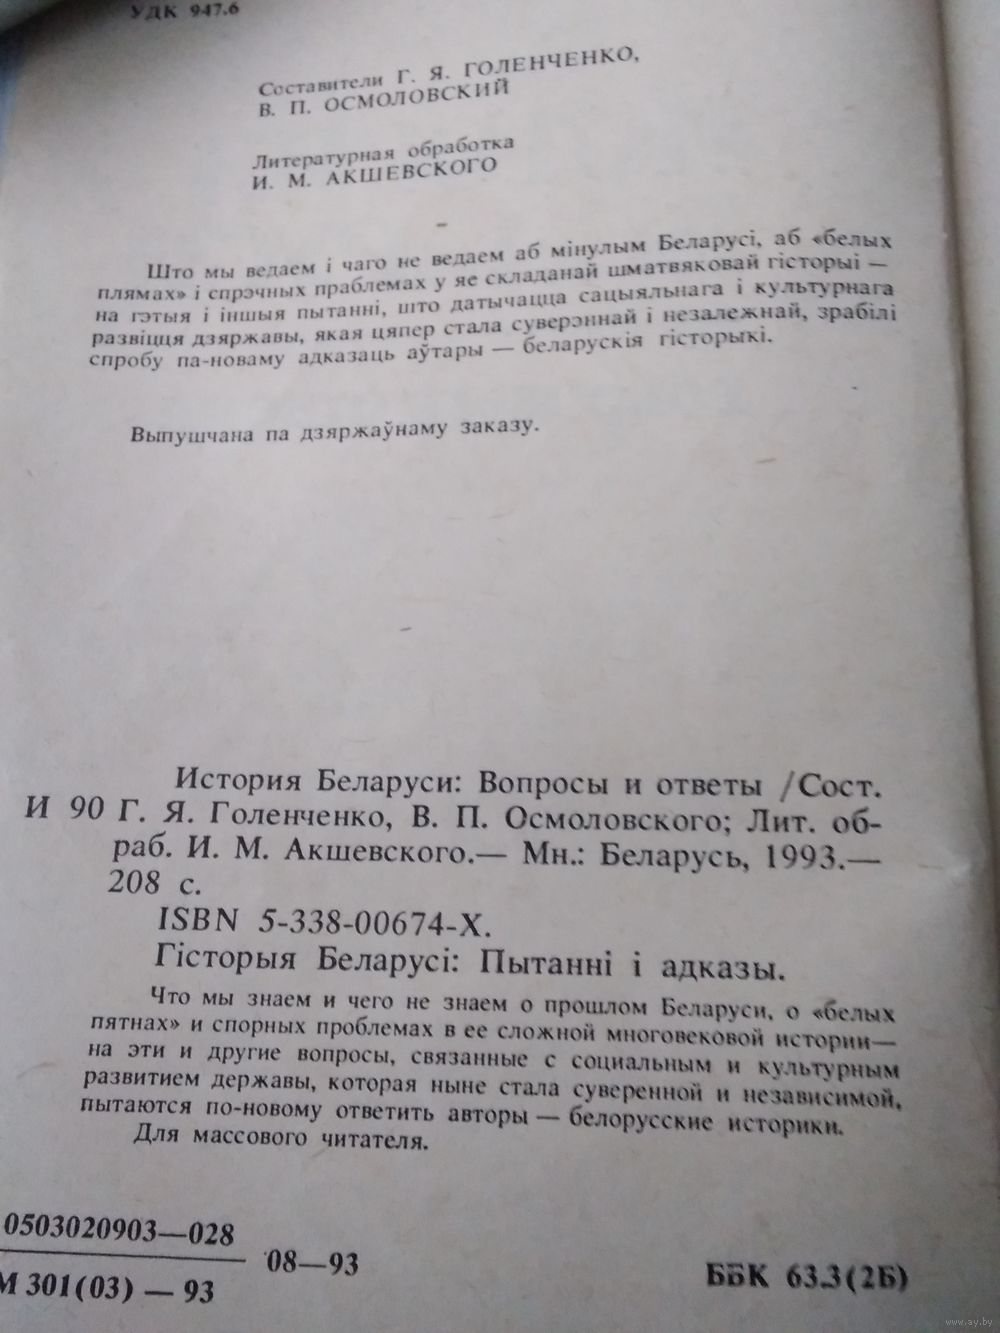 УДК 947.6
Составители Г. Я. ГОЛЕНЧЕНКО,
В. П. ОСМОЛОВСКИЙ
Литературная обработка
И. М. АКШЕВСКОГО
Што мы ведаем і чаго не ведаем аб мінулым Беларусі, аб «белых
плямах» і спрэчных праблемах у яе складанай шматвяковай гісторыі —
на гэтыя і іншыя пытанні, што датычацца сацыяльнага і культурнага
развіцця дзяржавы, якая цяпер стала суверэннай і незалежнай, зрабілі
спробу па-новаму адказаць аўтары — беларускія гісторыкі.
Выпушчана па дзяржаўнаму заказу.
История Беларуси: Вопросы и ответы /Сост.
И 90 Г. Я. Голенченко, В. П. Осмоловского; Лит. об-
раб. И. М. Акшевского.— Мн.: Беларусь, 1993.—
208 с.
ISBN 5-338-00674-X.
Гісторыя Беларусі: Пытанні і адказы.
Что мы знаем и чего не знаем о прошлом Беларуси, о «белых
пятнах» и спорных проблемах в ее сложной многовековой истории—
на эти и другие вопросы, связанные с социальным и культурным
развитием державы, которая ныне стала суверенной и независимой,
пытаются по-новому ответить авторы — белорусские историки.
Для массового читателя.
0503020903—028
08—93
М 301(03) — 93
ББК 63.3(2Б)
www.ay.by